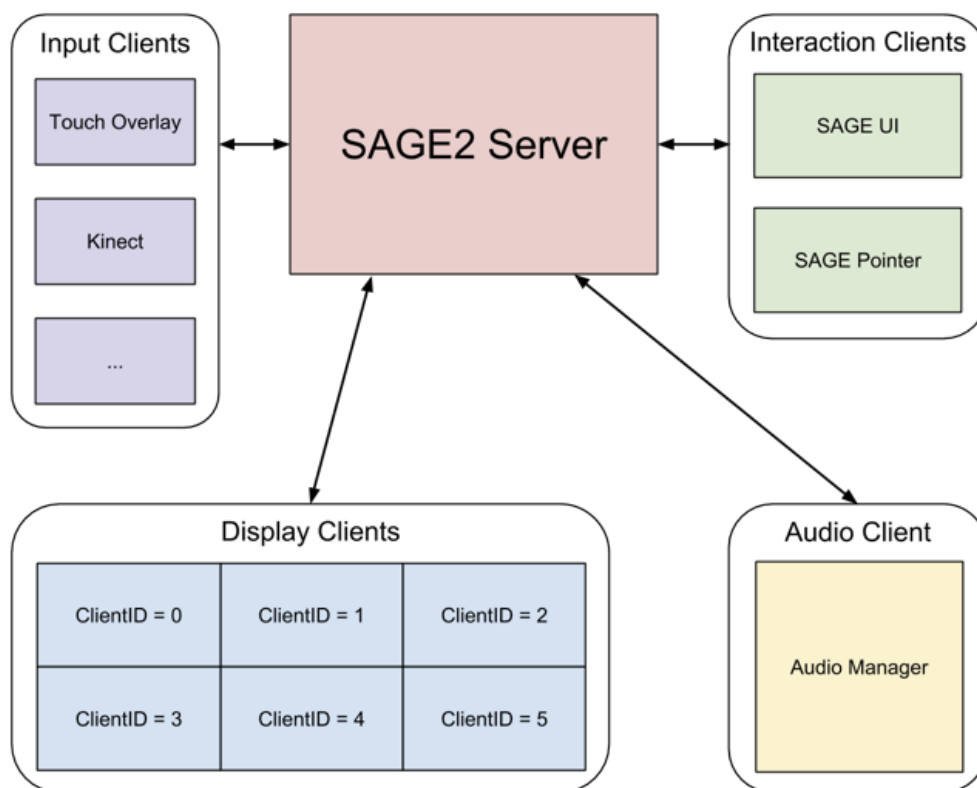 Input Clients
Touch Overlay
Kinect
...
SAGE2 Server
Interaction Clients
SAGE UI
SAGE Pointer
Display Clients
ClientID = 0
ClientID = 1
ClientID = 2
ClientID = 3
ClientID = 4
ClientID = 5
Audio Client
Audio Manager